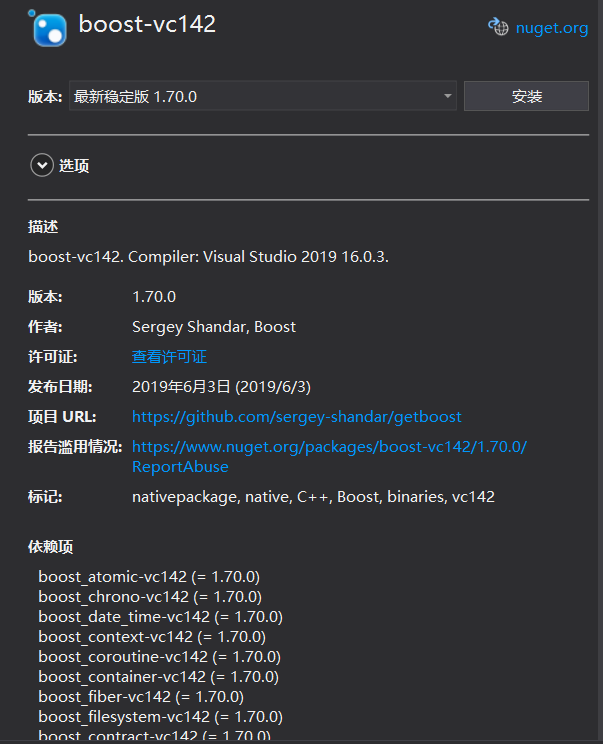 boost-vc142
nuget.org
版本: 最新稳定版 1.70.0 安装
选项
描述
boost-vc142. Compiler: Visual Studio 2019 16.0.3.
版本: 1.70.0
作者: Sergey Shandar, Boost
许可证: 查看许可证
发布日期: 2019年6月3日 (2019/6/3)
项目 URL: https://github.com/sergey-shandar/getboost
报告滥用情况: https://www.nuget.org/packages/boost-vc142/1.70.0/
ReportAbuse
标记: nativepackage, native, C++, Boost, binaries, vc142
依赖项
boost_atomic-vc142 (= 1.70.0)
boost_chrono-vc142 (= 1.70.0)
boost_date_time-vc142 (= 1.70.0)
boost_context-vc142 (= 1.70.0)
boost_coroutine-vc142 (= 1.70.0)
boost_container-vc142 (= 1.70.0)
boost_fiber-vc142 (= 1.70.0)
boost_filesystem-vc142 (= 1.70.0)
boost_contract-vc142 (= 1.70.0)